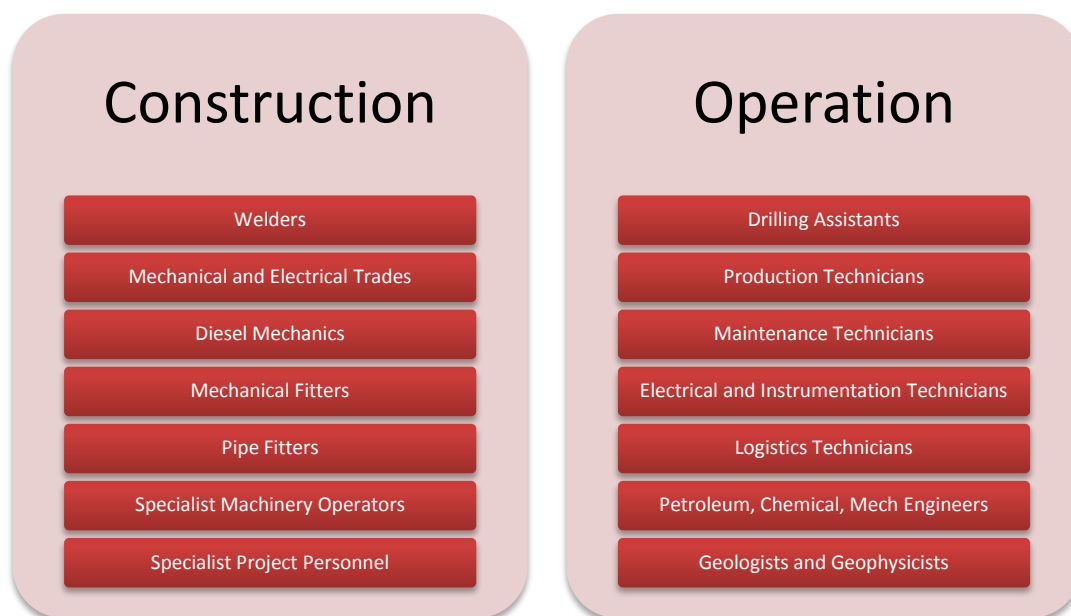 Construction
Welders
Mechanical and Electrical Trades
Diesel Mechanics
Mechanical Fitters
Pipe Fitters
Specialist Machinery Operators
Specialist Project Personnel
Operation
Drilling Assistants
Production Technicians
Maintenance Technicians
Electrical and Instrumentation Technicians
Logistics Technicians
Petroleum, Chemical, Mech Engineers
Geologists and Geophysicists